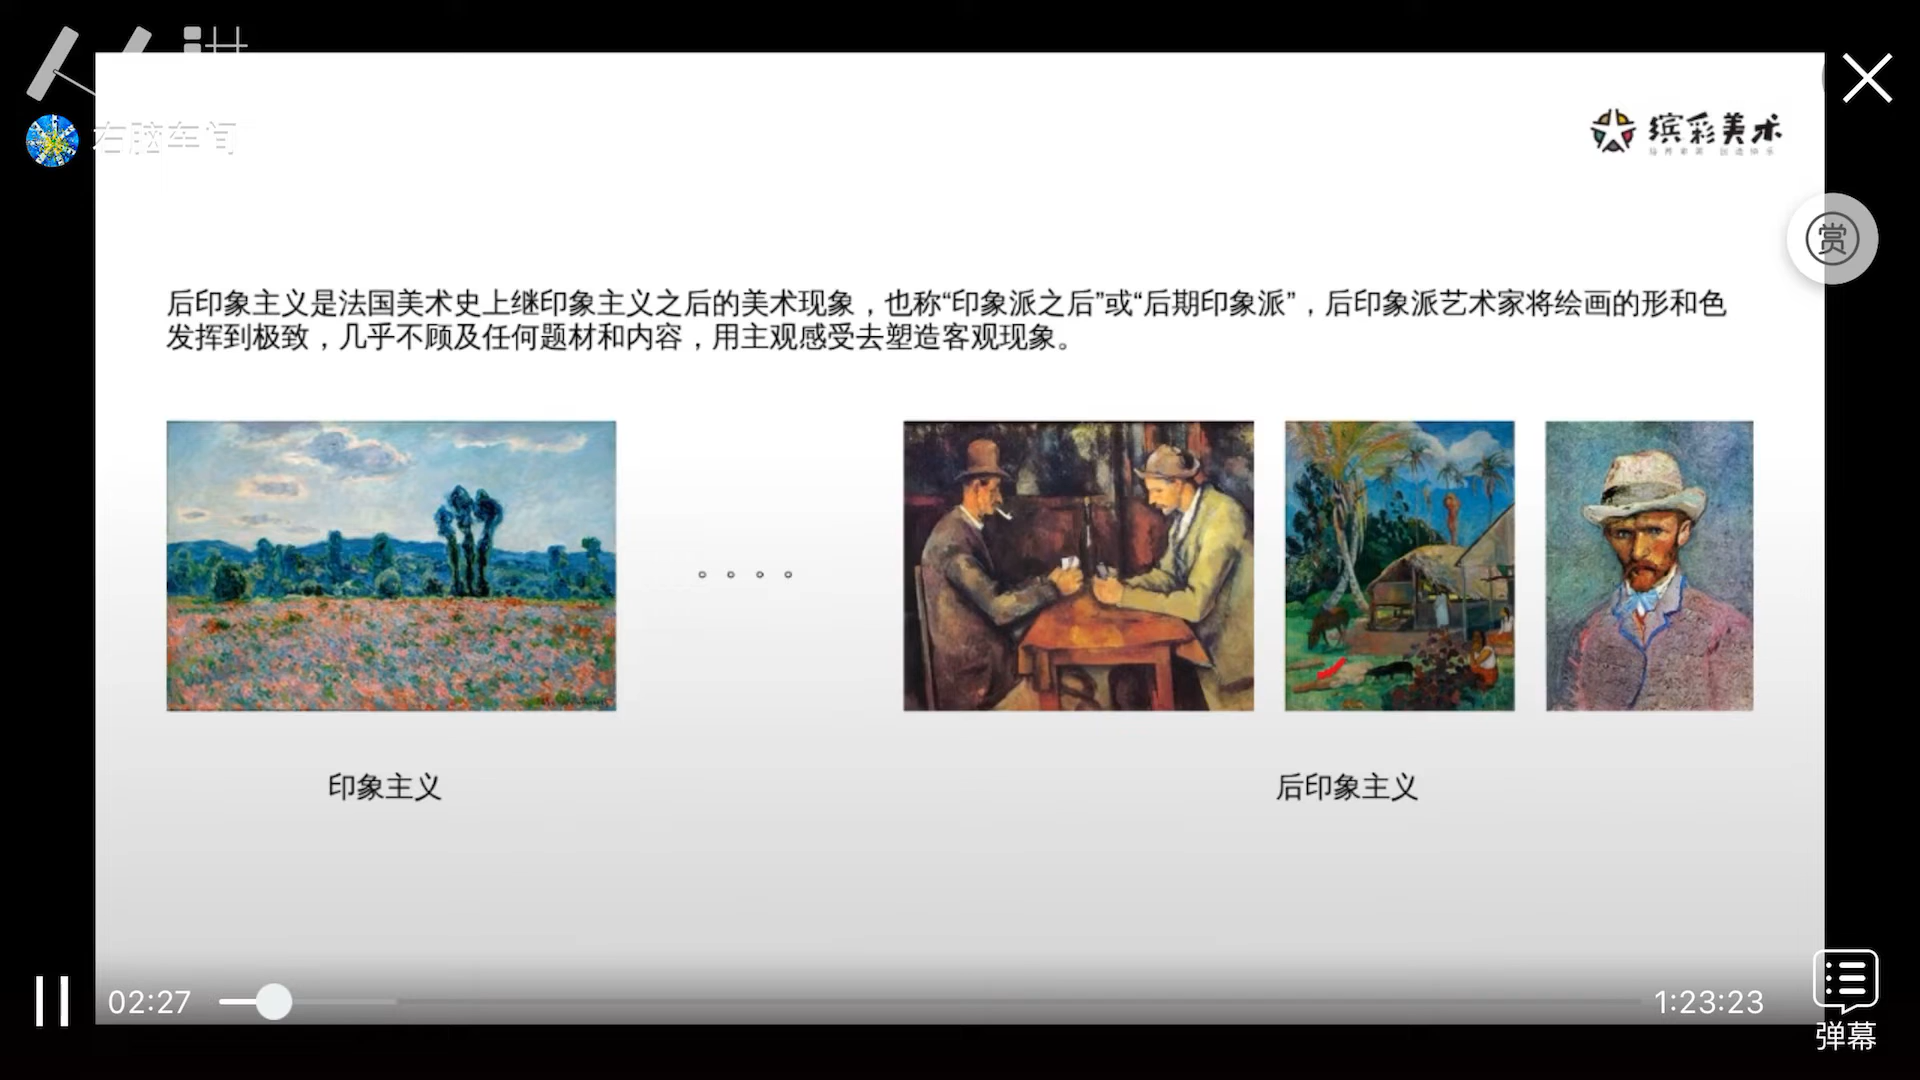 右脑车间
缤彩美术
赏
后印象主义是法国美术史上继印象主义之后的美术现象，也称“印象派之后”或“后期印象派”，后印象派艺术家将绘画的形和色
发挥到极致，几乎不顾及任何题材和内容，用主观感受去塑造客观现象。
印象主义
后印象主义
02:27
1:23:23
弹幕